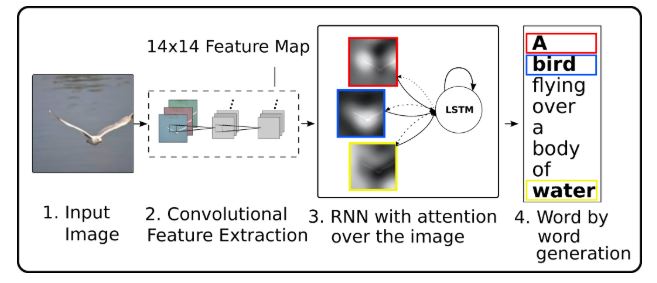 14x14 Feature Map
LSTM
A
bird
flying
over
a
body
of
water
1. Input
Image
2. Convolutional
Feature Extraction
3. RNN with attention
over the image
4. Word by
word
generation